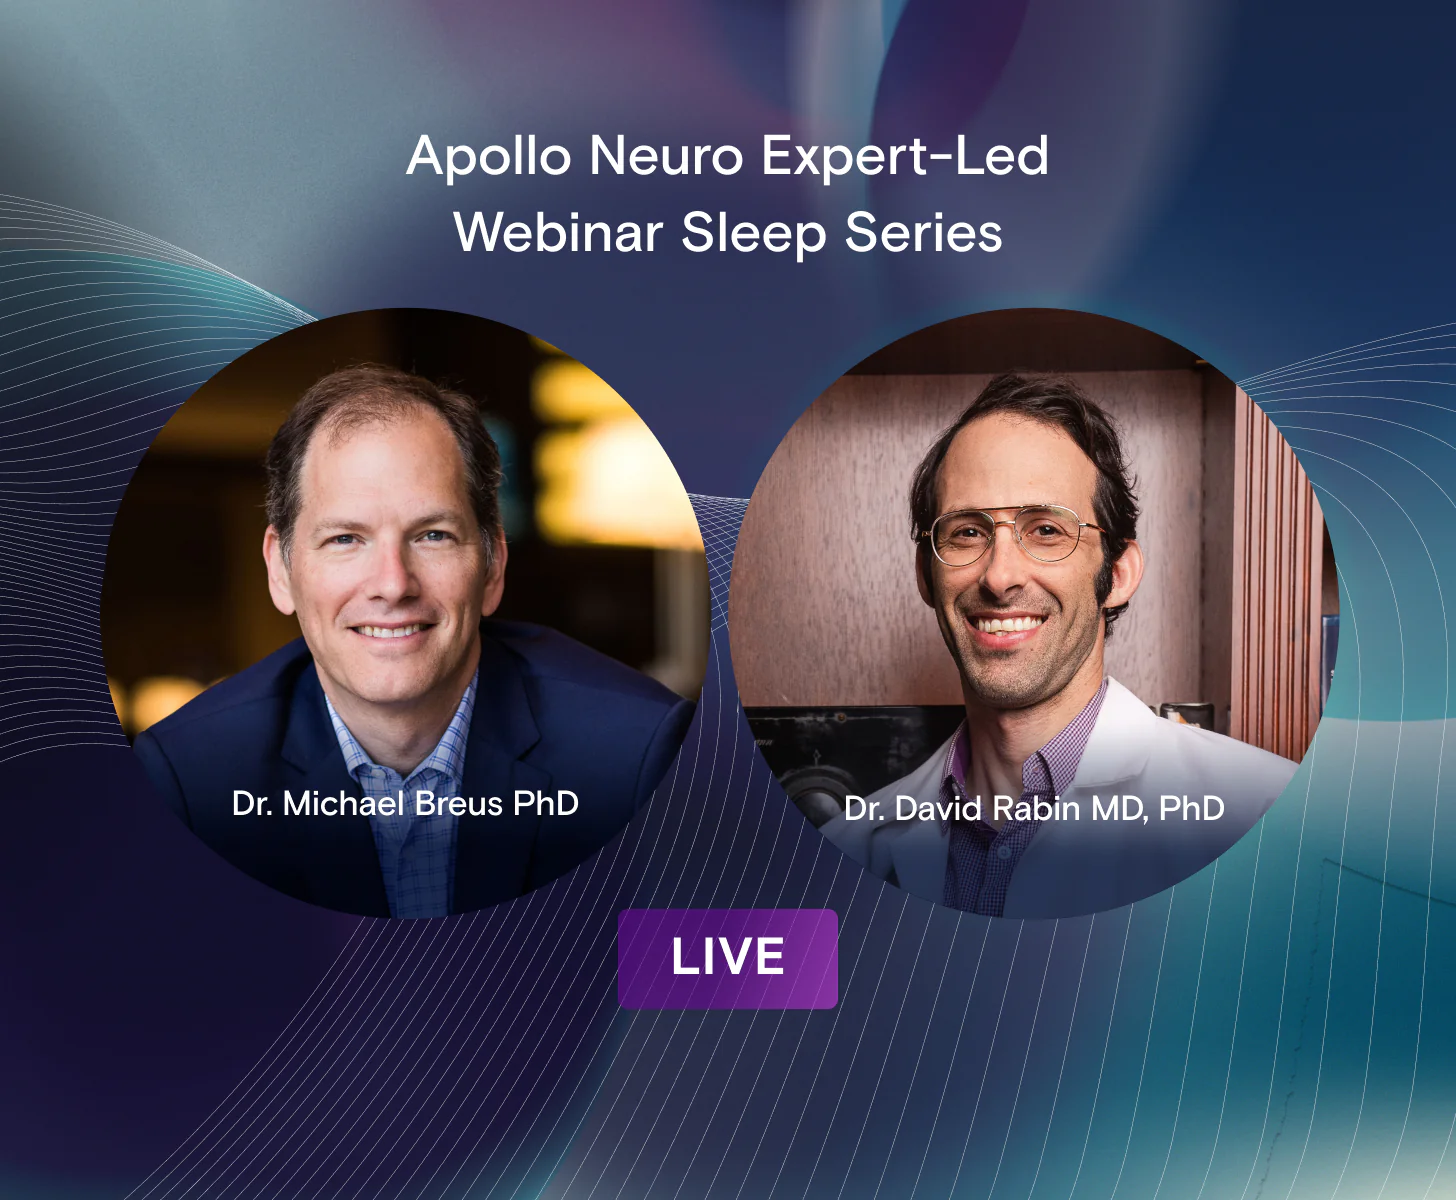 Apollo Neuro Expert-Led
Webinar Sleep Series
Dr. Michael Breus PhD
Dr. David Rabin MD, PhD
LIVE